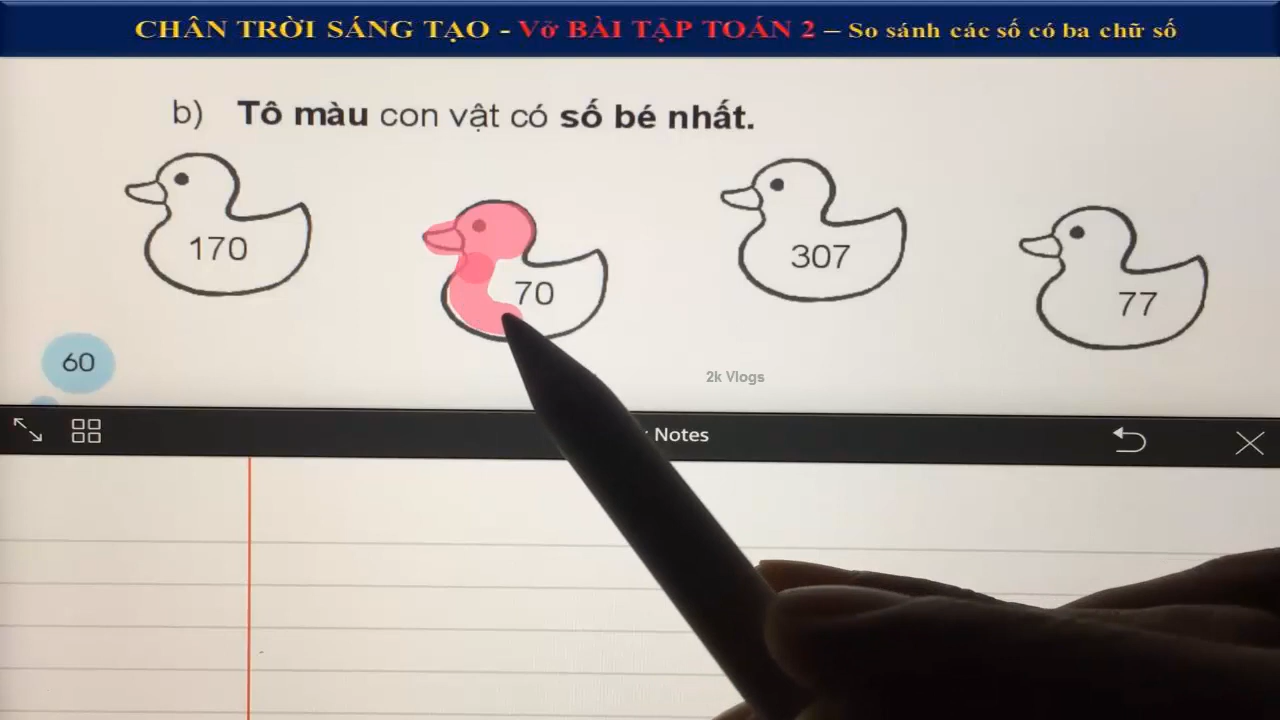 CHÂN TRỜI SÁNG TẠO - Vở BÀI TẬP TOÁN 2 – So sánh các số có ba chữ số
b) Tô màu con vật có số bé nhất.
170
70
307
77
60
2k Vlogs
Notes